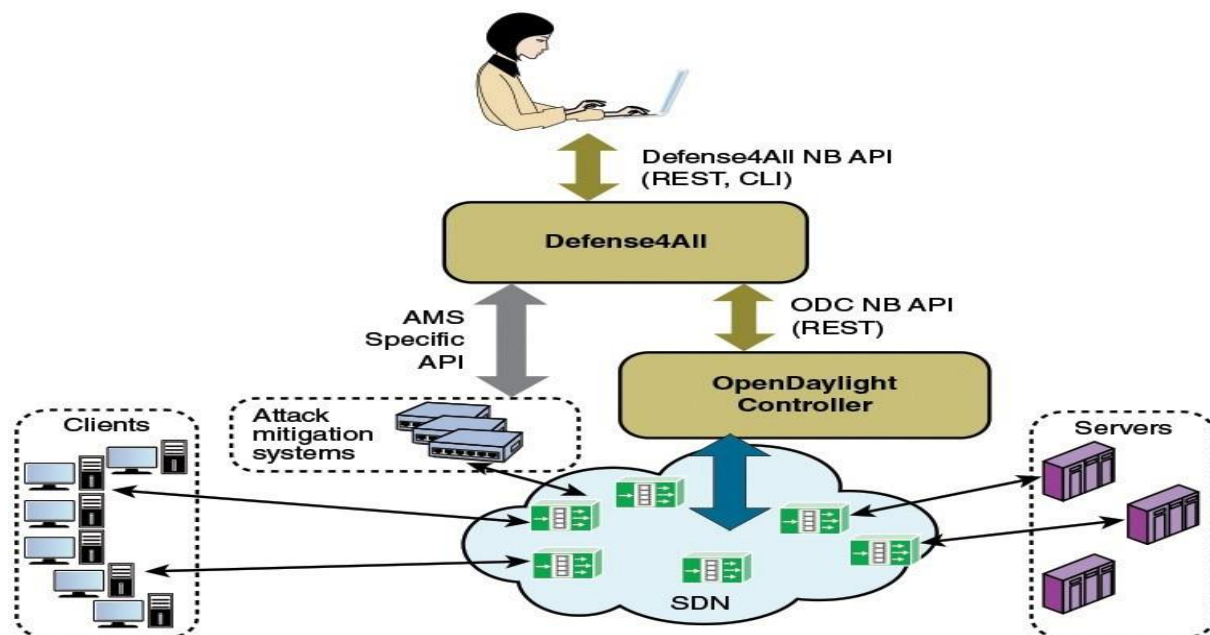 Defense4All NB API
(REST, CLI)
Defense4All
AMS
Specific
API
ODC NB API
(REST)
OpenDaylight
Controller
Clients
Attack
mitigation
systems
Servers
SDN